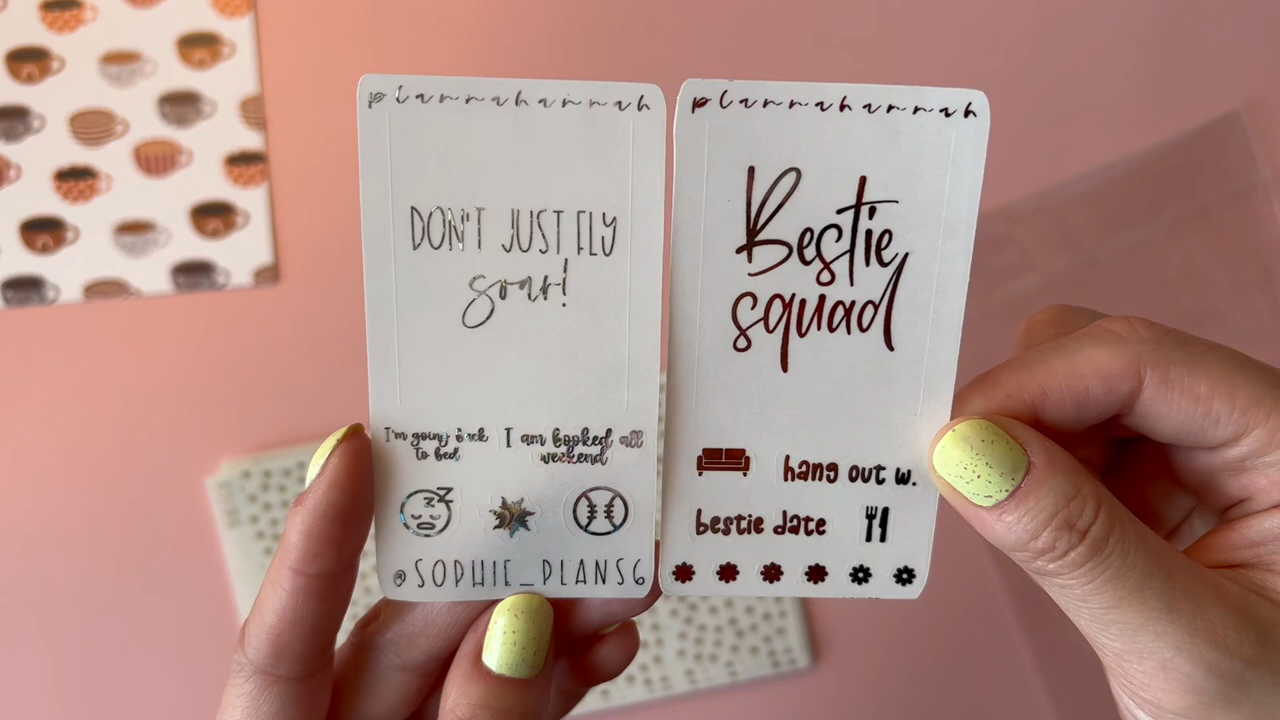 plannahannah
DON'T JUST FLY
soar!
I'm going back
To bed
I am booked all
weekend
@SOPHIE_PLANS6
plannahannah
Bestie
squad
hang out w.
bestie date